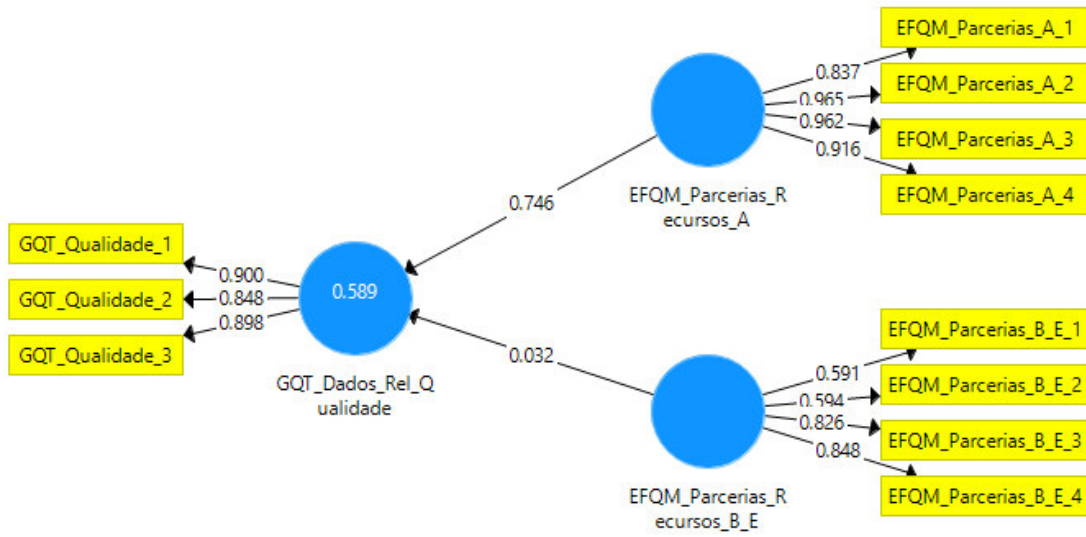 EFQM_Parcerias_A_1
0.837
EFQM_Parcerias_A_2
0.965
0.962
EFQM_Parcerias_A_3
0.916
EFQM_Parcerias_A_4
EFQM_Parcerias_R
ecursos_A
0.746
GQT_Qualidade_1
0.900
GQT_Qualidade_2
0.848
0.898
GQT_Qualidade_3
0.589
GQT_Dados_Rel_Q
ualidade
0.032
EFQM_Parcerias_B_E_1
0.591
EFQM_Parcerias_B_E_2
0.594
0.826
EFQM_Parcerias_B_E_3
0.848
EFQM_Parcerias_B_E_4
EFQM_Parcerias_R
ecursos_B_E